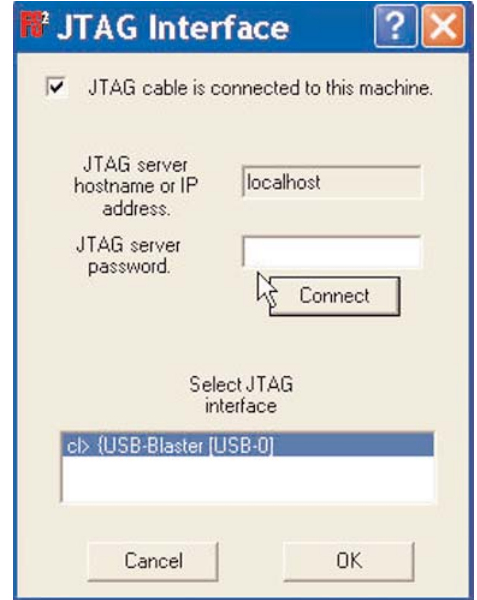 FS² JTAG Interface
JTAG cable is connected to this machine.
JTAG server
hostname or IP
address.
localhost
JTAG server
password.
Connect
Select JTAG
interface
cl> {USB-Blaster [USB-0]
Cancel
OK